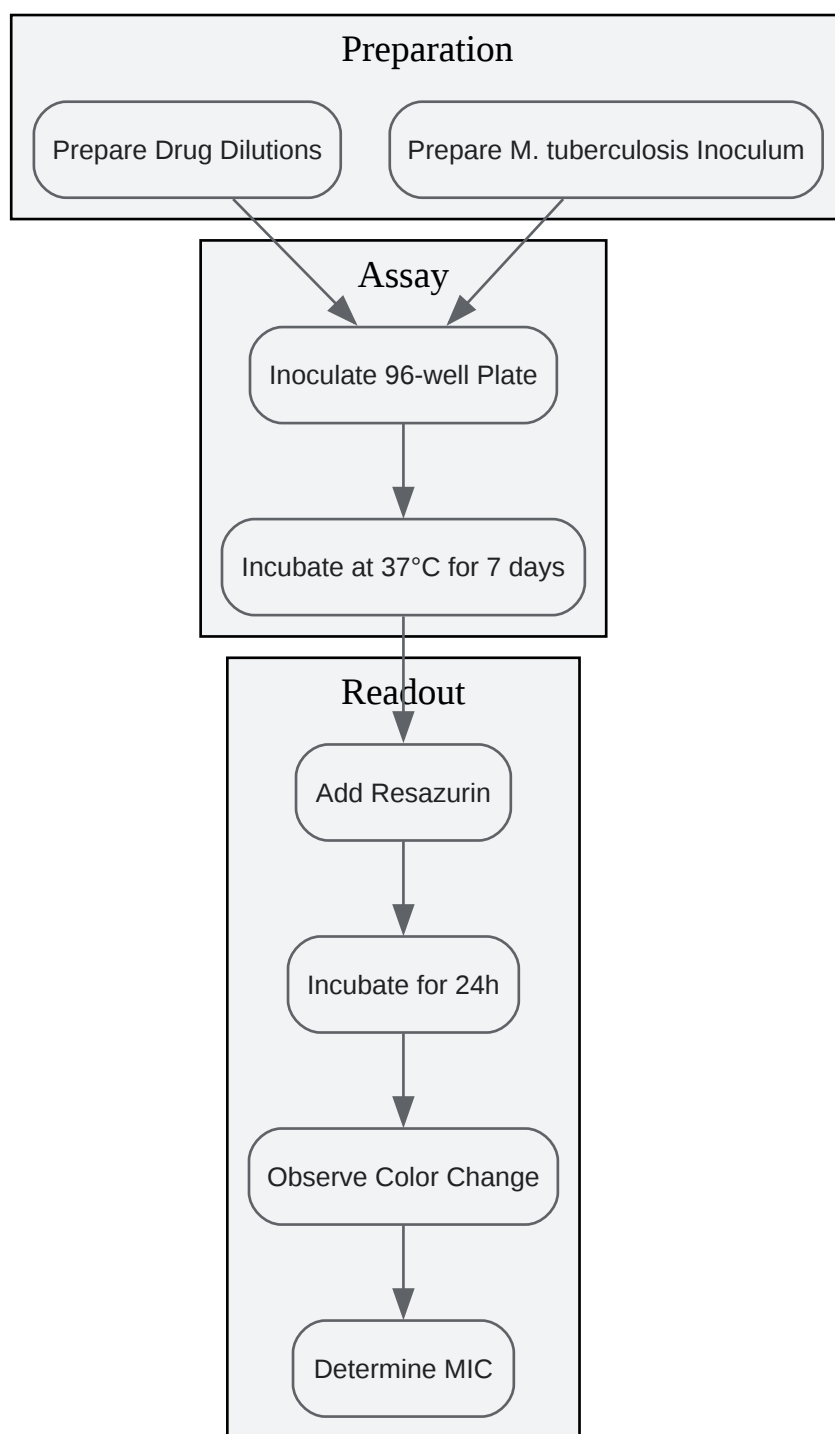 Preparation
Prepare Drug Dilutions
Prepare M. tuberculosis Inoculum
Assay
Inoculate 96-well Plate
Incubate at 37°C for 7 days
Readout
Add Resazurin
Incubate for 24h
Observe Color Change
Determine MIC